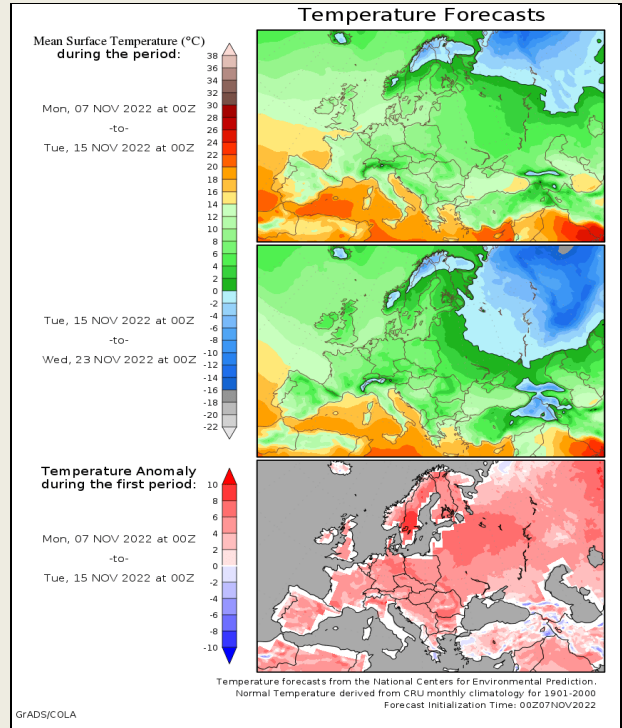 Temperature Forecasts
Mean Surface Temperature (°C)
during the period:
Mon, 07 NOV 2022 at 00Z
-to-
Tue, 15 NOV 2022 at 00Z
38
36
34
32
30
28
26
24
22
20
18
16
14
12
10
8
6
4
2
0
-2
-4
-6
-8
-10
-12
-14
-16
-18
-20
-22
Tue, 15 NOV 2022 at 00Z
-to-
Wed, 23 NOV 2022 at 00Z
Temperature Anomaly
during the first period:
Mon, 07 NOV 2022 at 00Z
-to-
Tue, 15 NOV 2022 at 00Z
10
8
6
4
2
0
-2
-4
-6
-8
-10
Temperature forecasts from the National Centers for Environmental Prediction.
Normal Temperature derived from CRU monthly climatology for 1901-2000
Forecast Initialization Time: 00Z07NOV2022
GrADS/COLA